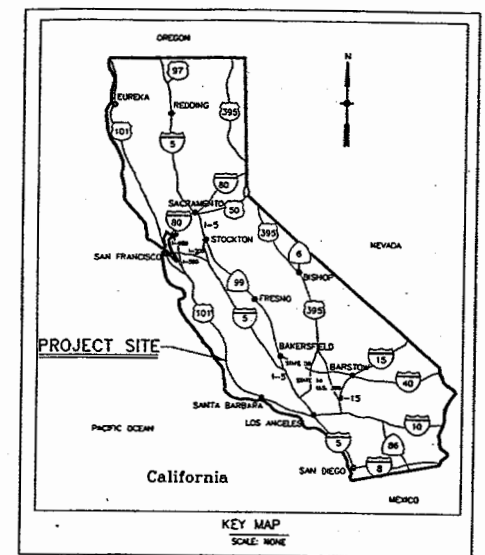 OREGON
97
EUREKA
REDDING
N
101
395
5
80
SACRAMENTO
50
80
I-5
STOCKTON
395
NEVADA
6
SAN FRANCISCO
BISHOP
99
FRESNO
101
5
395
PROJECT SITE
BAKERSFIELD
15
BARSTOW
I-5
40
I-15
SANTA BARBARA
LOS ANGELES
10
PACIFIC OCEAN
5
86
California
SAN DIEGO
8
MEXICO
KEY MAP
SCALE: NONE